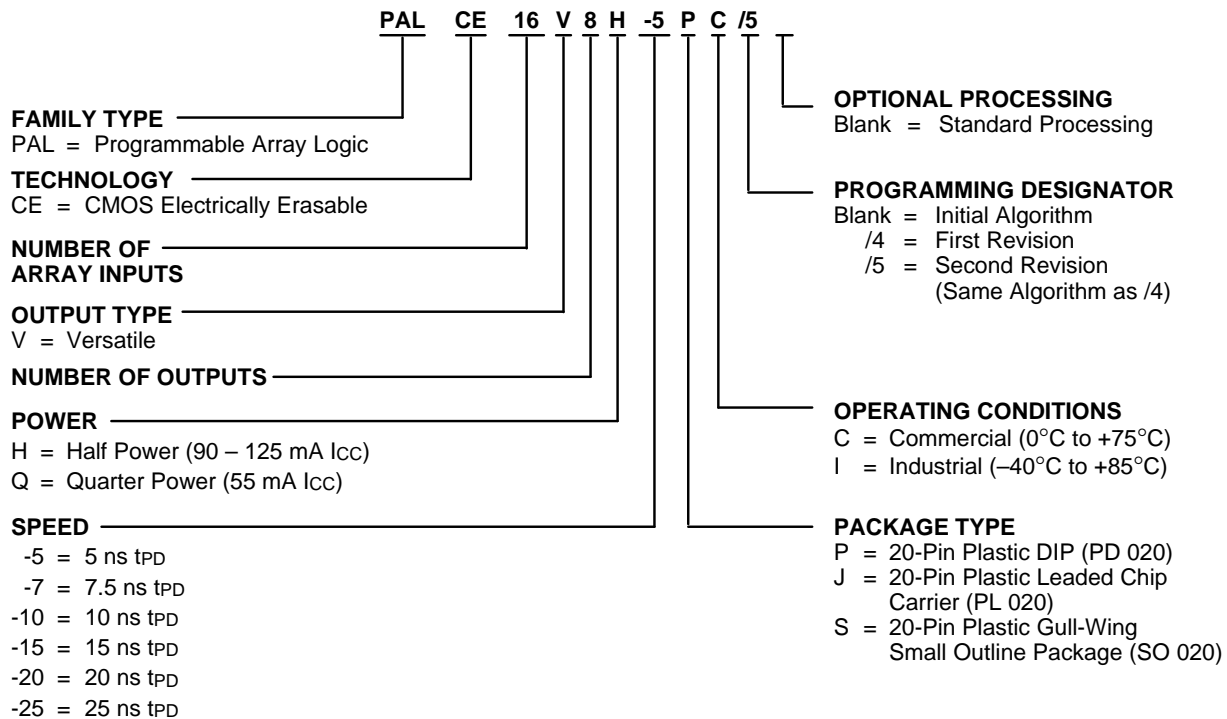 PAL CE 16 V 8 H -5 P C /5
FAMILY TYPE
PAL = Programmable Array Logic
TECHNOLOGY
CE = CMOS Electrically Erasable
NUMBER OF
ARRAY INPUTS
OUTPUT TYPE
V = Versatile
NUMBER OF OUTPUTS
POWER
H = Half Power (90 – 125 mA ICC)
Q = Quarter Power (55 mA ICC)
SPEED
-5 = 5 ns tPD
-7 = 7.5 ns tPD
-10 = 10 ns tPD
-15 = 15 ns tPD
-20 = 20 ns tPD
-25 = 25 ns tPD
OPTIONAL PROCESSING
Blank = Standard Processing
PROGRAMMING DESIGNATOR
Blank = Initial Algorithm
/4 = First Revision
/5 = Second Revision
(Same Algorithm as /4)
OPERATING CONDITIONS
C = Commercial (0°C to +75°C)
I = Industrial (–40°C to +85°C)
PACKAGE TYPE
P = 20-Pin Plastic DIP (PD 020)
J = 20-Pin Plastic Leaded Chip
Carrier (PL 020)
S = 20-Pin Plastic Gull-Wing
Small Outline Package (SO 020)